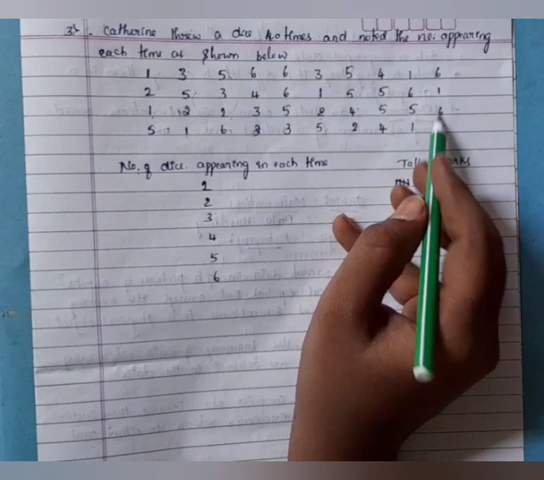 34. Catherine threw a dice 40 times and noted the no. appearing
each time as shown below
1 3 5 6 6 3 5 4 1 6
2 5 3 4 6 1 5 5 6 1
1 2 2 3 5 2 4 5 5 6
5 1 6 3 3 5 2 4 1
No. of dice appearing in each time
2
2
3
4
5
6